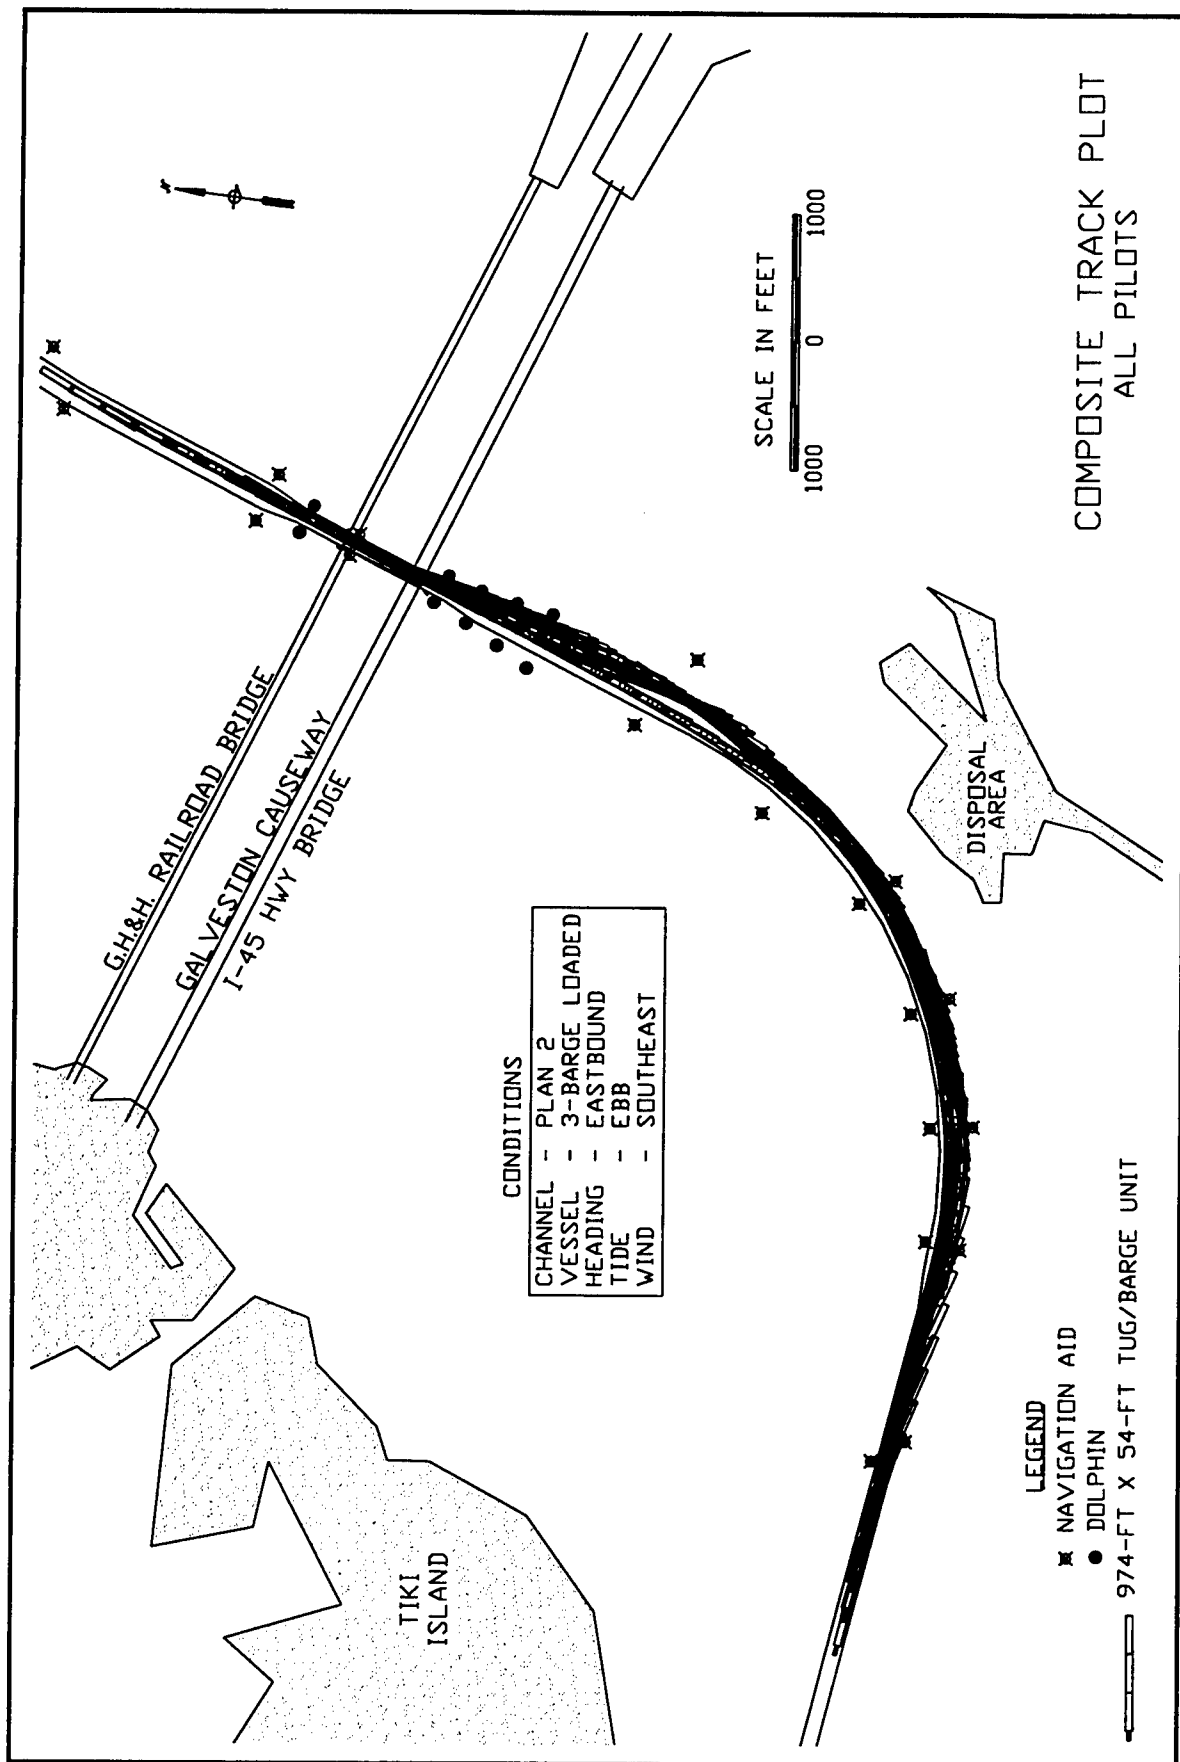 N
G.H.&H. RAILROAD BRIDGE
GALVESTON CAUSEWAY
I-45 HWY BRIDGE
TIKI
ISLAND
CONDITIONS
CHANNEL - PLAN 2
VESSEL - 3-BARGE LOADED
HEADING - EASTBOUND
TIDE - EBB
WIND - SOUTHEAST
DISPOSAL
AREA
SCALE IN FEET
1000 0 1000
LEGEND
NAVIGATION AID
DOLPHIN
974-FT X 54-FT TUG/BARGE UNIT
COMPOSITE TRACK PLOT
ALL PILOTS